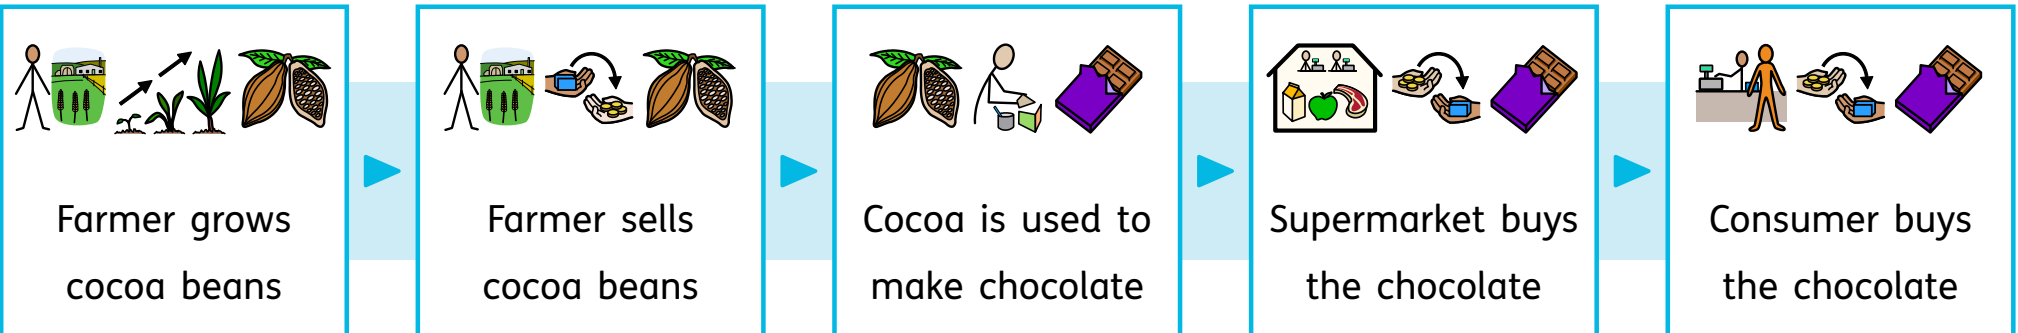 Farmer grows
cocoa beans
Farmer sells
cocoa beans
Cocoa is used to
make chocolate
Supermarket buys
the chocolate
Consumer buys
the chocolate